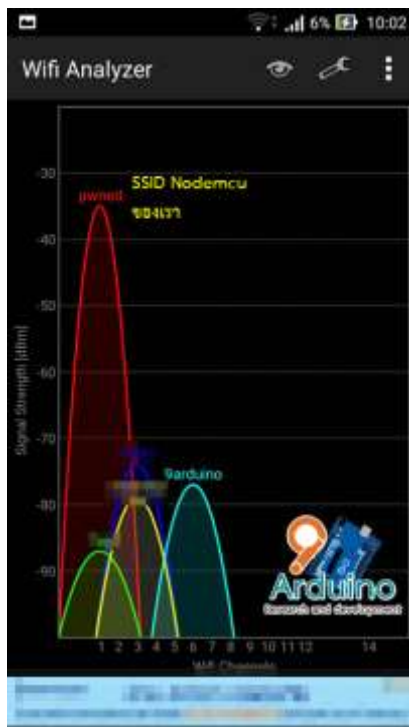 6% 10:02
Wifi Analyzer
-30
SSID Nodemcu
pwned
ของเรา
-40
-50
Signal Strength [dBm]
-60
-70
9arduino
-80
-90
9
Arduino
Research and development
1 2 3 4 5 6 7 8 9 10 11 12 14
Wifi Channels